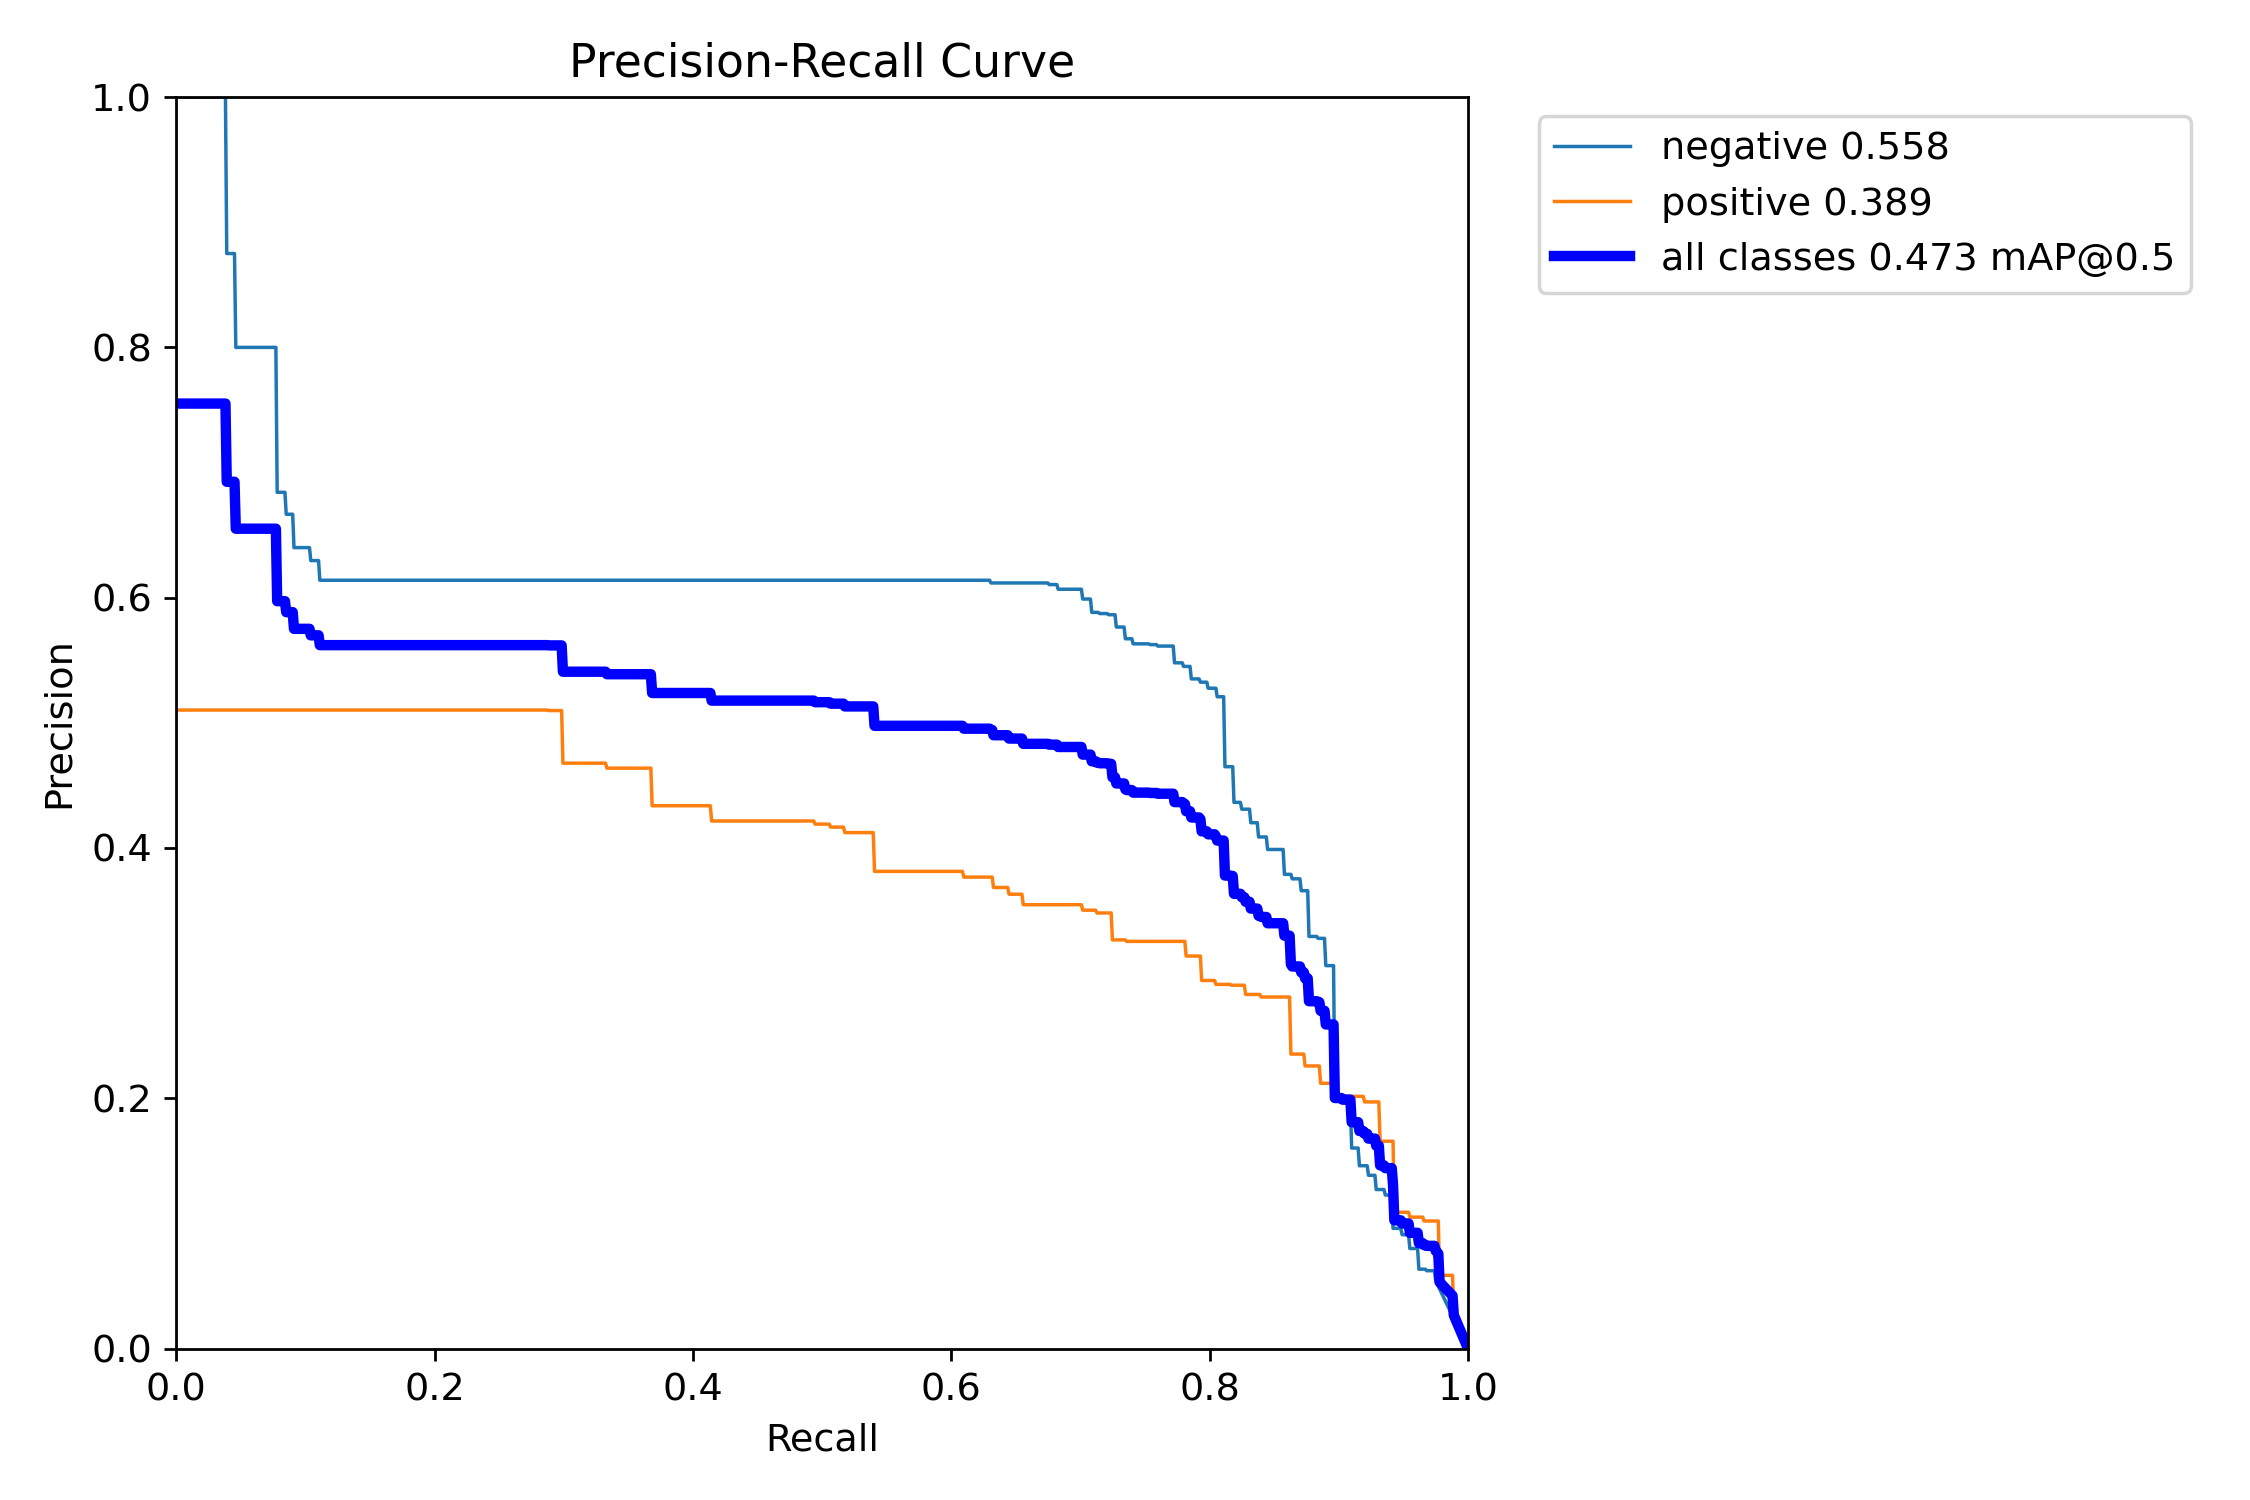 Precision-Recall Curve
1.0
0.8
0.6
0.4
0.2
0.0
Precision
0.0 0.2 0.4 0.6 0.8 1.0
Recall
negative 0.558
positive 0.389
all classes 0.473 mAP@0.5